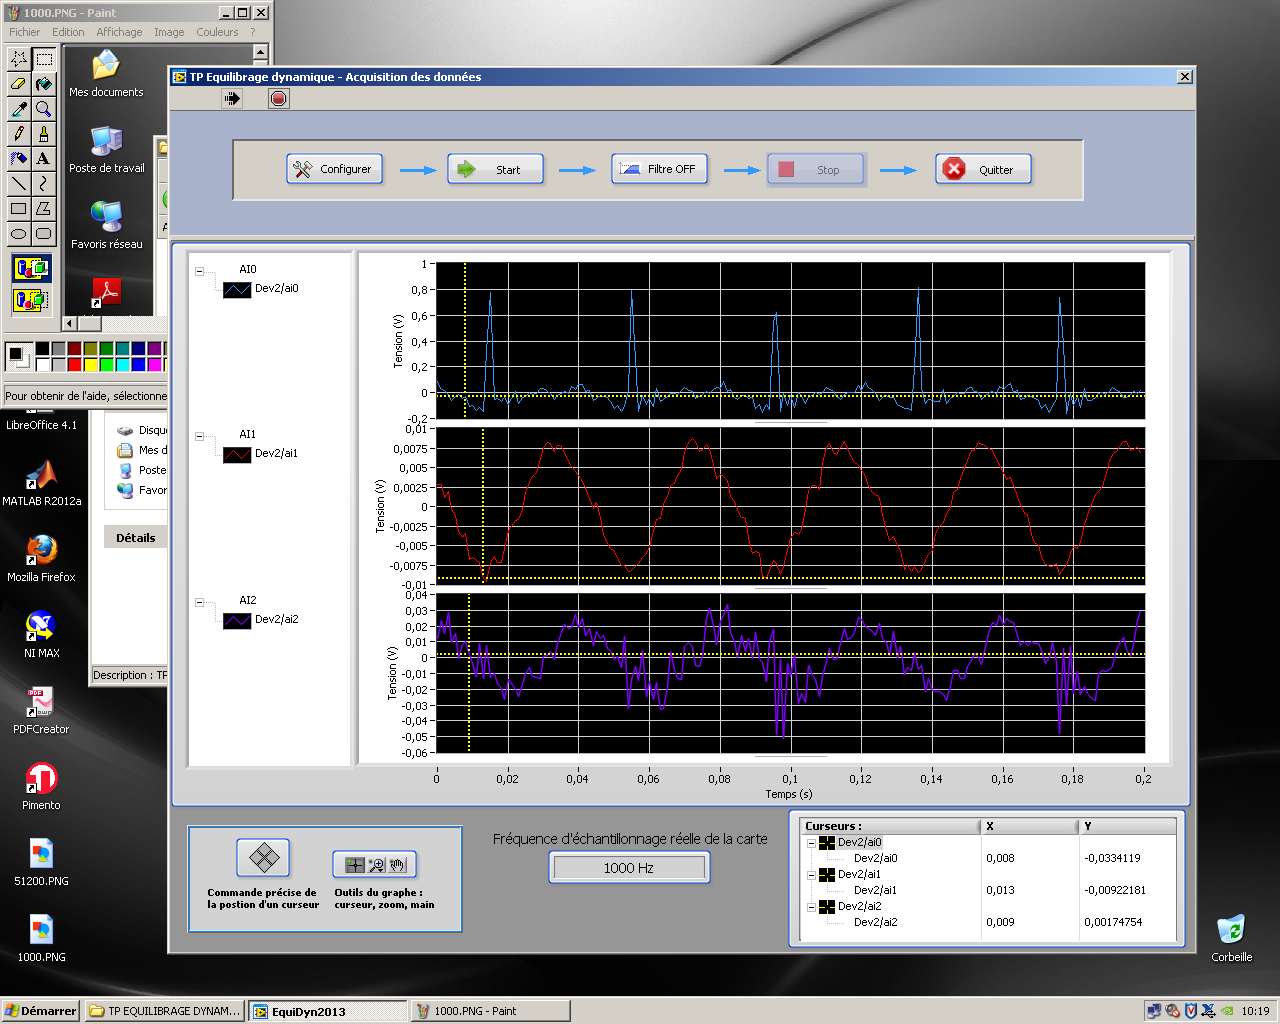 1000.PNG - Paint
Fichier Edition Affichage Image Couleurs ?
Mes documents
Poste de travail
Favoris réseau
Pour obtenir de l'aide, sélectionne
LibreOffice 4.1
MATLAB R2012a
Mozilla Firefox
NI MAX
PDFCreator
Pimento
51200.PNG
1000.PNG
Disqu
Mes d
Poste
Favor
Détails
Description : TP
TP Equilibrage dynamique - Acquisition des données
Configurer Start Filtre OFF Stop Quitter
AI0
Dev2/ai0
AI1
Dev2/ai1
AI2
Dev2/ai2
Tension (V)
1
0,8
0,6
0,4
0,2
0
-0,2
Tension (V)
0,01
0,0075
0,005
0,0025
0
-0,0025
-0,005
-0,0075
-0,01
Tension (V)
0,04
0,03
0,02
0,01
0
-0,01
-0,02
-0,03
-0,04
-0,05
-0,06
0 0,02 0,04 0,06 0,08 0,1 0,12 0,14 0,16 0,18 0,2
Temps (s)
Commande précise de
la postion d'un curseur
Outils du graphe :
curseur, zoom, main
Fréquence d'échantillonnage réelle de la carte
1000 Hz
Curseurs : X Y
Dev2/ai0
Dev2/ai0 0,008 -0,0334119
Dev2/ai1
Dev2/ai1 0,013 -0,00922181
Dev2/ai2
Dev2/ai2 0,009 0,00174754
Corbeille
Démarrer TP EQUILIBRAGE DYNAM... EquiDyn2013 1000.PNG - Paint 10:19